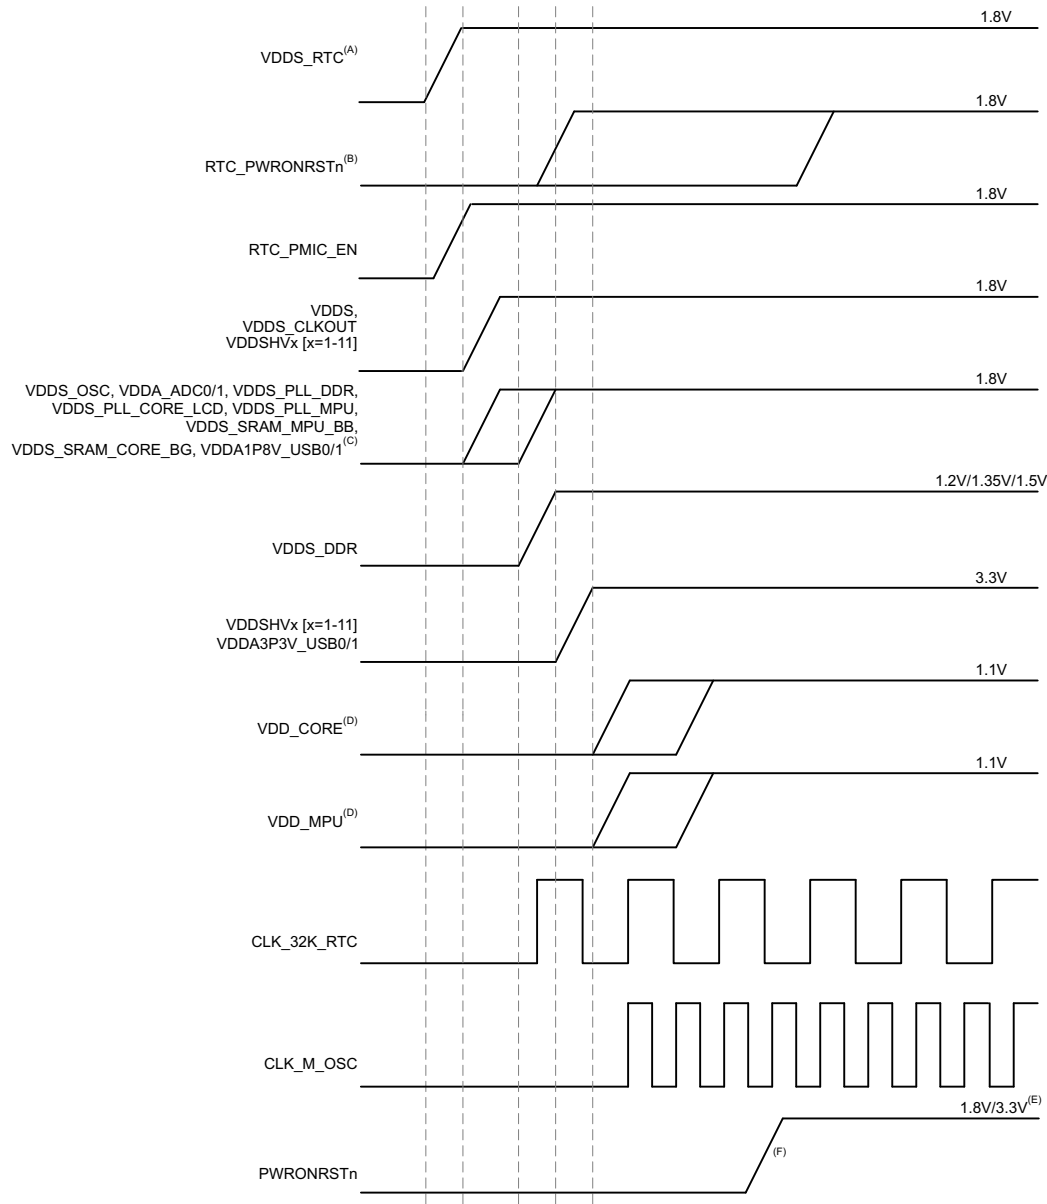 1.8V
VDDS_RTC(A)
1.8V
RTC_PWRONRSTn(B)
1.8V
RTC_PMIC_EN
1.8V
VDDS,
VDDS_CLKOUT
VDDSHVx [x=1-11]
1.8V
VDDS_OSC, VDDA_ADC0/1, VDDS_PLL_DDR,
VDDS_PLL_CORE_LCD, VDDS_PLL_MPU,
VDDS_SRAM_MPU_BB,
VDDS_SRAM_CORE_BG, VDDA1P8V_USB0/1(C)
1.2V/1.35V/1.5V
VDDS_DDR
3.3V
VDDSHVx [x=1-11]
VDDA3P3V_USB0/1
1.1V
VDD_CORE(D)
1.1V
VDD_MPU(D)
CLK_32K_RTC
CLK_M_OSC
1.8V/3.3V(E)
(F)
PWRONRSTn